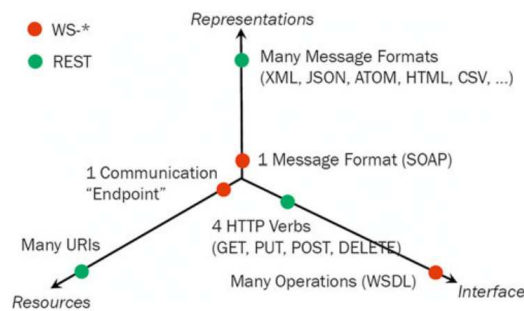 Representations
WS-*
REST
Many Message Formats
(XML, JSON, ATOM, HTML, CSV, ...)
1 Message Format (SOAP)
1 Communication
"Endpoint"
4 HTTP Verbs
(GET, PUT, POST, DELETE)
Many URIs
Many Operations (WSDL)
Resources
Interface